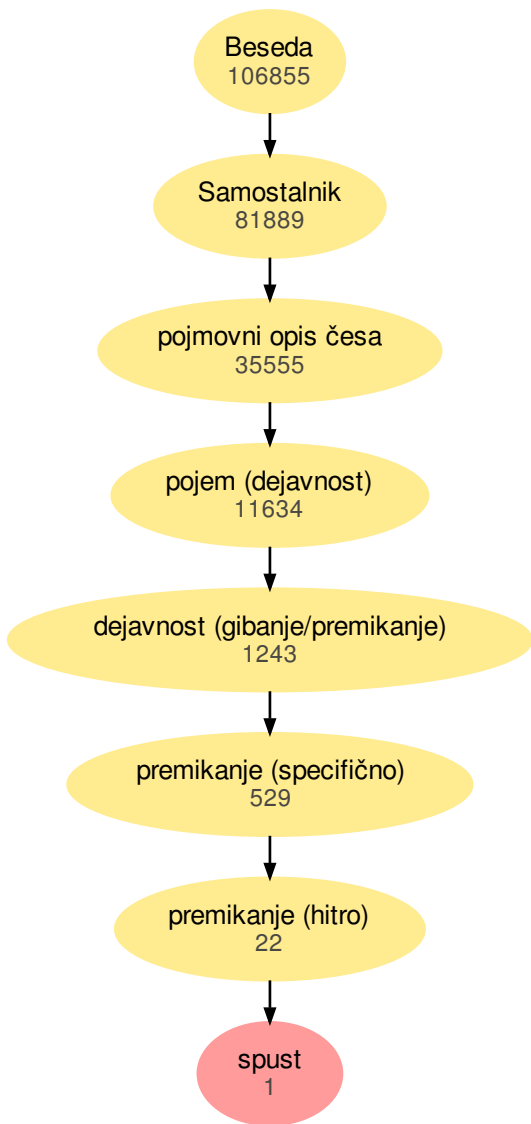 Beseda
106855
Samostalnik
81889
pojmovni opis česa
35555
pojem (dejavnost)
11634
dejavnost (gibanje/premikanje)
1243
premikanje (specifično)
529
premikanje (hitro)
22
spust
1